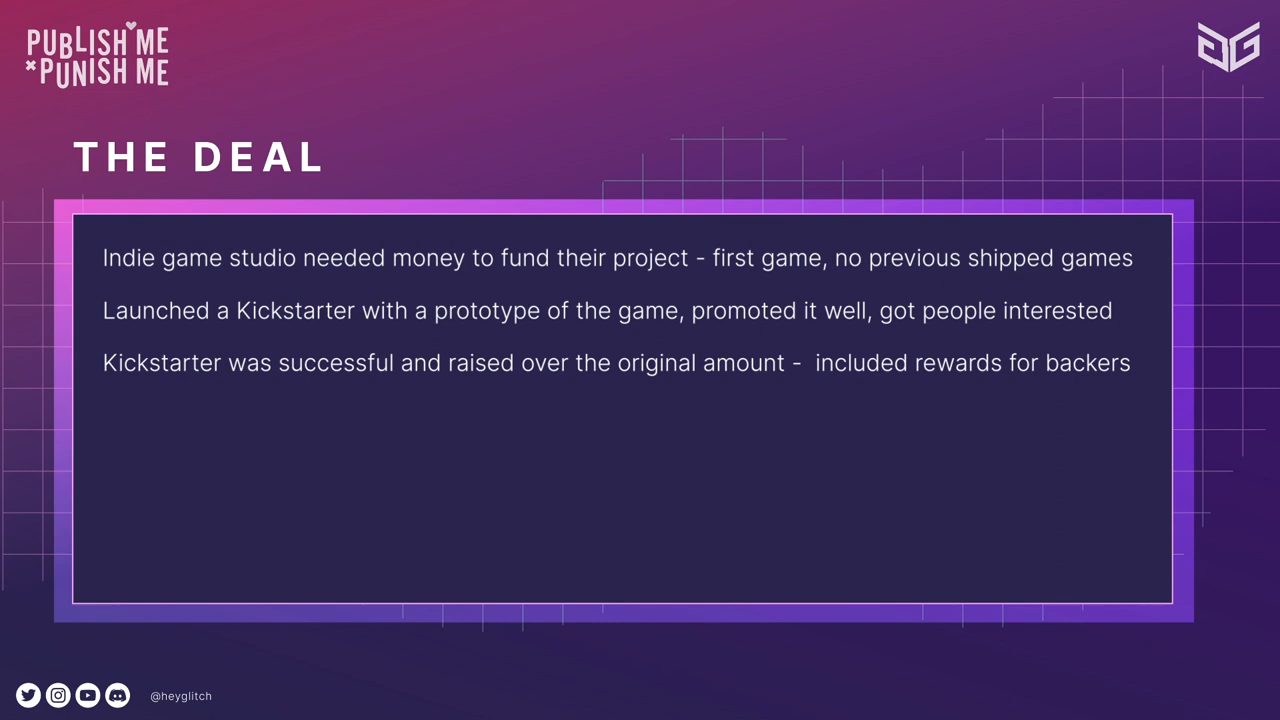 PUBLISH ME
PUNISH ME
THE DEAL
Indie game studio needed money to fund their project - first game, no previous shipped games
Launched a Kickstarter with a prototype of the game, promoted it well, got people interested
Kickstarter was successful and raised over the original amount -  included rewards for backers
@heyglitch